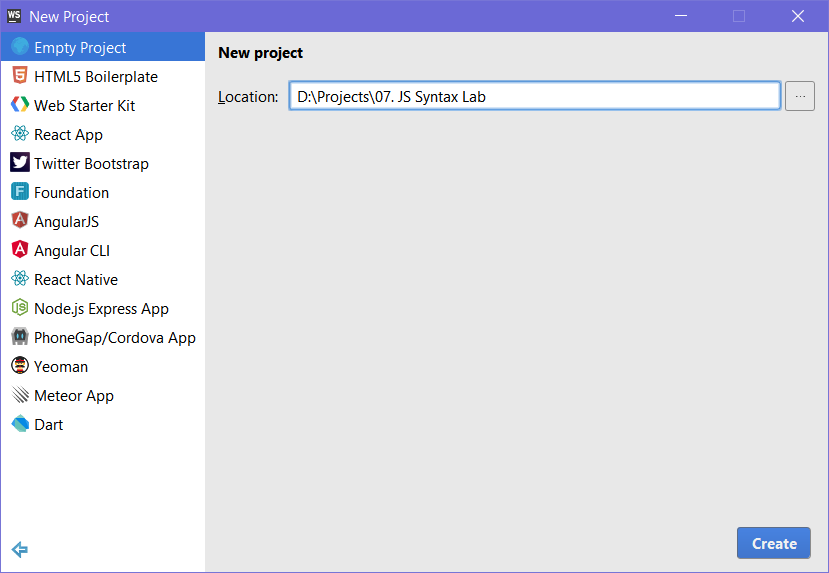 WS New Project
Empty Project
HTML5 Boilerplate
Web Starter Kit
React App
Twitter Bootstrap
Foundation
AngularJS
Angular CLI
React Native
Node.js Express App
PhoneGap/Cordova App
Yeoman
Meteor App
Dart
New project
Location: D:\Projects\07. JS Syntax Lab ...
Create